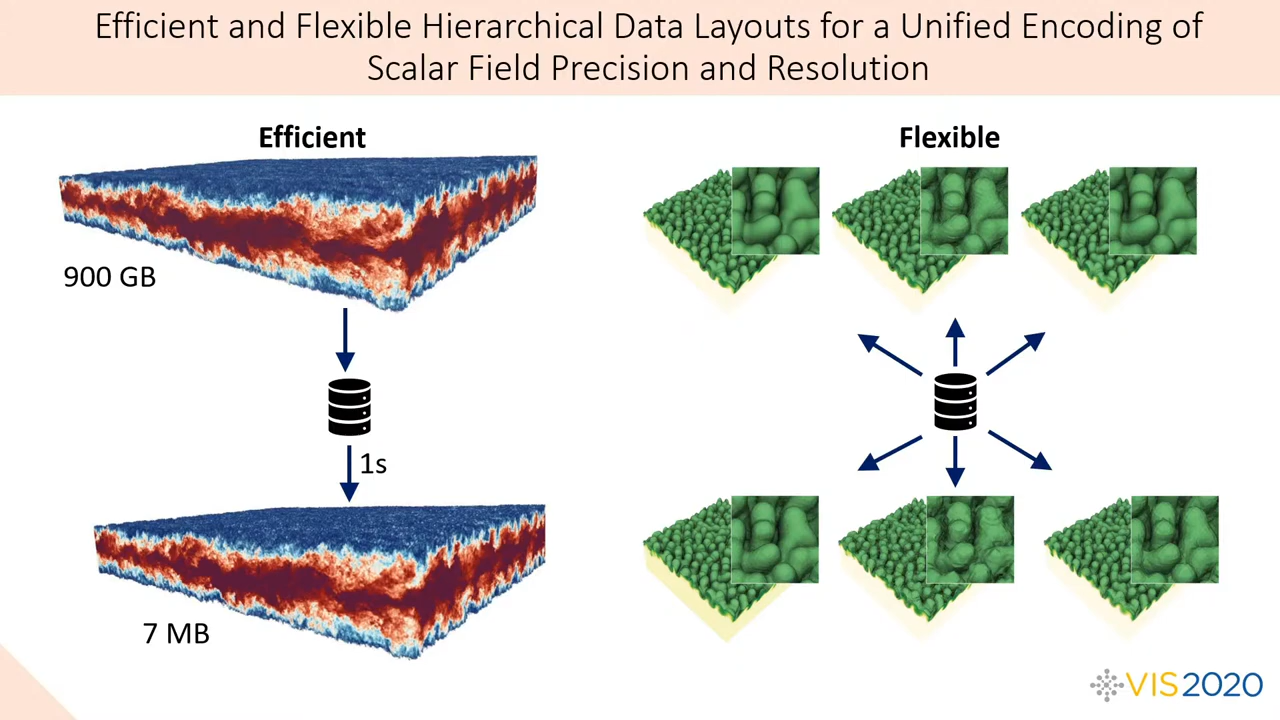 Efficient and Flexible Hierarchical Data Layouts for a Unified Encoding of
Scalar Field Precision and Resolution
Efficient
Flexible
900 GB
1s
7 MB
VIS2020